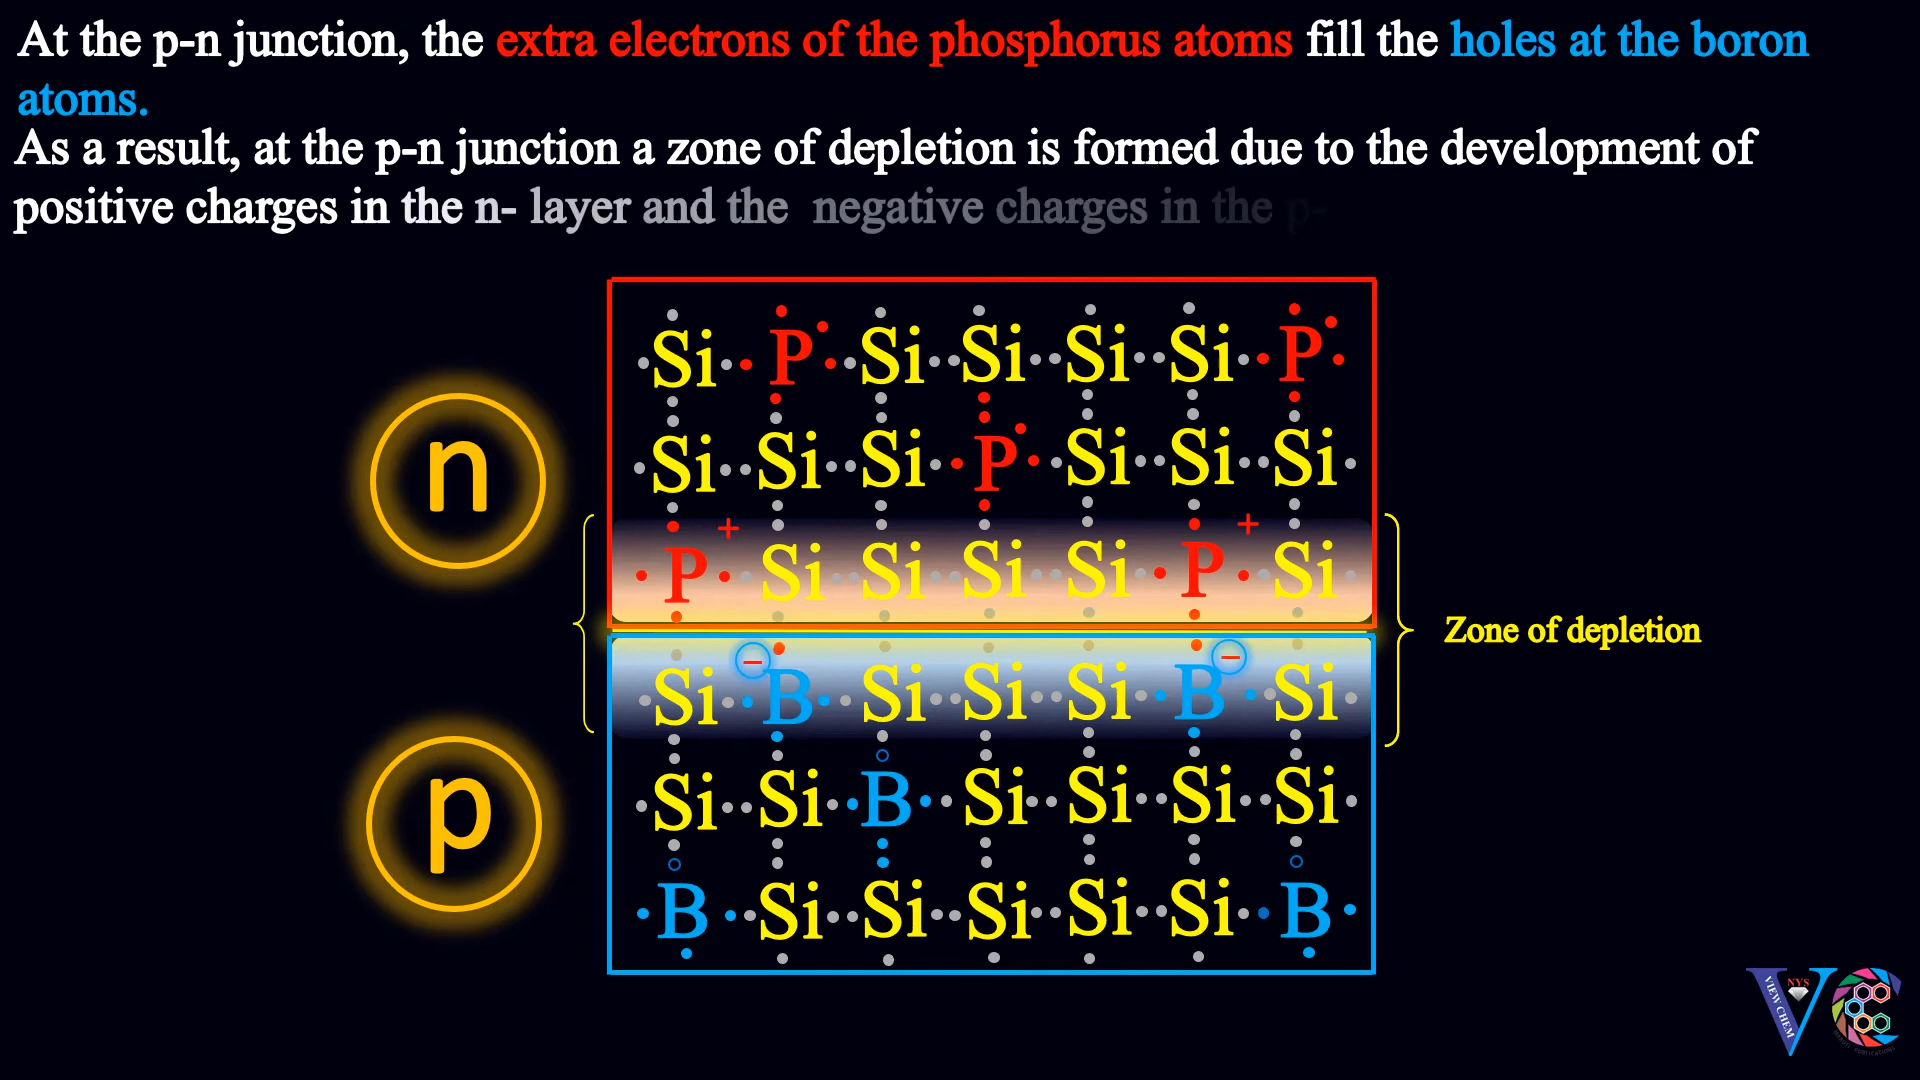 At the p-n junction, the extra electrons of the phosphorus atoms fill the holes at the boron
atoms.
As a result, at the p-n junction a zone of depletion is formed due to the development of
positive charges in the n- layer and the negative charges in the p-
Si P Si Si Si Si P
n
Si Si Si P Si Si Si
+ +
P Si Si Si Si P Si
Zone of depletion
− −
Si B Si Si Si B Si
p
Si Si B Si Si Si Si
B Si Si Si Si Si B
NYS
VIEW CHEM
VC